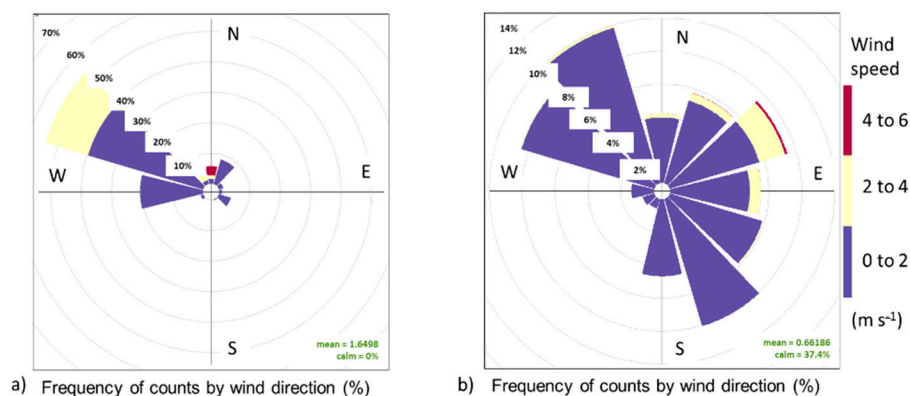 70%
60%
50%
40%
30%
20%
10%
N
W
S
mean = 1.6498
calm = 0%
a) Frequency of counts by wind direction (%)
14%
12%
10%
8%
6%
4%
2%
N
W
E
S
mean = 0.66186
calm = 37.4%
b) Frequency of counts by wind direction (%)
E
Wind
speed
4 to 6
2 to 4
0 to 2
(m s⁻¹)